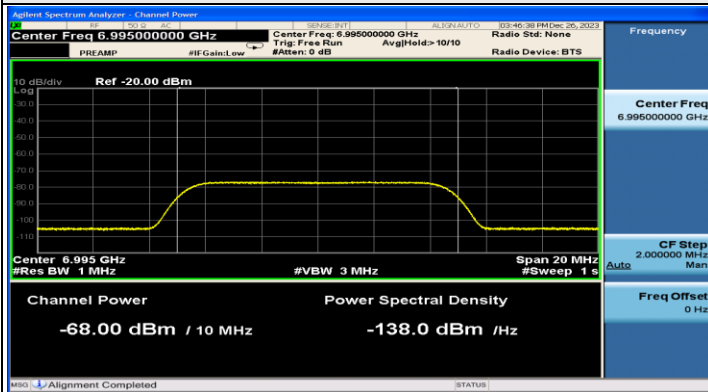 Agilent Spectrum Analyzer - Channel Power
RF 50 Ω AC SENSE:INT ALIGN AUTO 03:46:38 PM Dec 26, 2023
Center Freq 6.995000000 GHz Center Freq: 6.995000000 GHz Radio Std: None
Trig: Free Run Avg|Hold:> 10/10
PREAMP #IFGain:Low #Atten: 0 dB Radio Device: BTS
10 dB/div Ref -20.00 dBm
Log
-30.0
-40.0
-50.0
-60.0
-70.0
-80.0
-90.0
-100
-110
Center 6.995 GHz Span 20 MHz
#Res BW 1 MHz #VBW 3 MHz #Sweep 1 s
Channel Power Power Spectral Density
-68.00 dBm / 10 MHz -138.0 dBm /Hz
MSG Alignment Completed STATUS
Frequency
Center Freq
6.995000000 GHz
CF Step
2.000000 MHz
Auto Man
Freq Offset
0 Hz